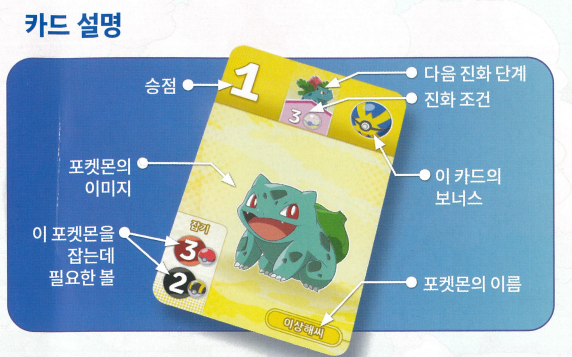 카드 설명
승점
1
3
다음 진화 단계
진화 조건
포켓몬의
이미지
이 카드의
보너스
이 포켓몬을
잡는데
필요한 볼
잡기
3
2
포켓몬의 이름
이상해씨